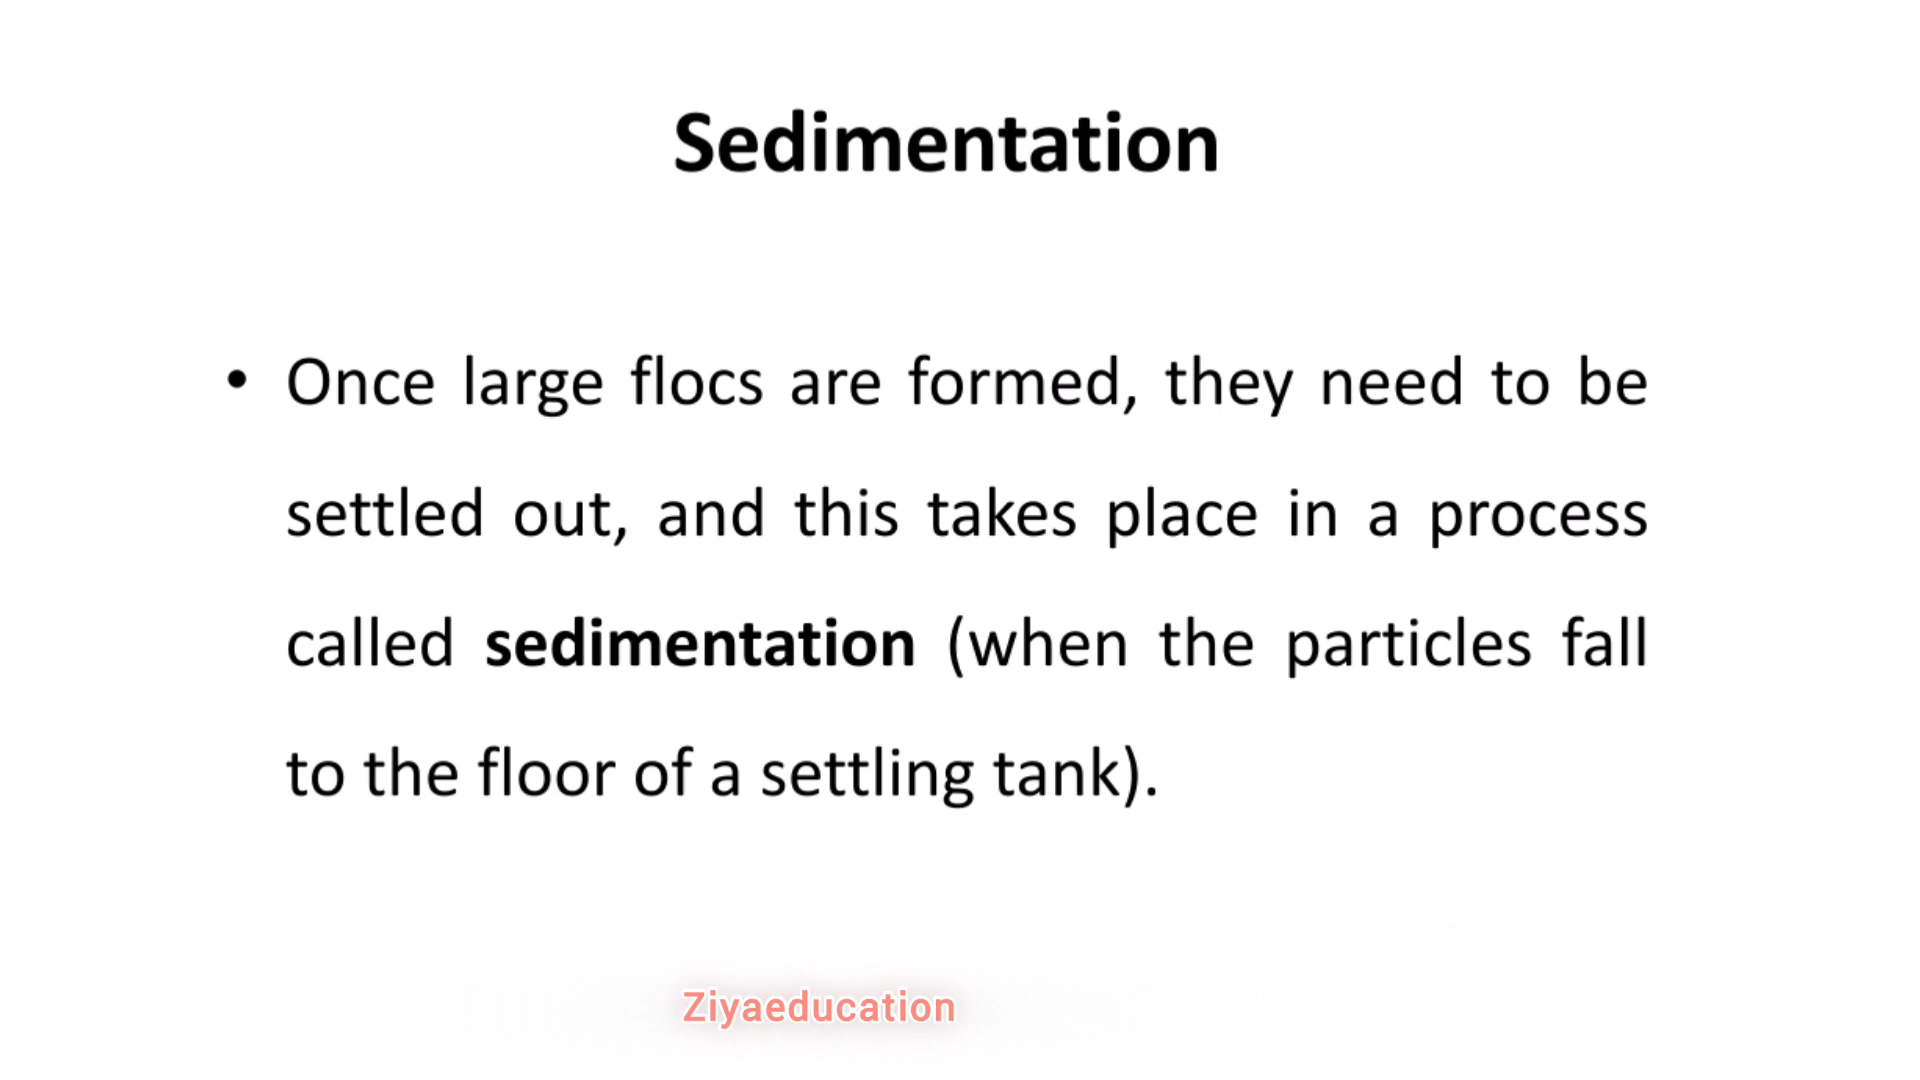 Sedimentation
• Once large flocs are formed, they need to be
settled out, and this takes place in a process
called sedimentation (when the particles fall
to the floor of a settling tank).
Ziyaeducation